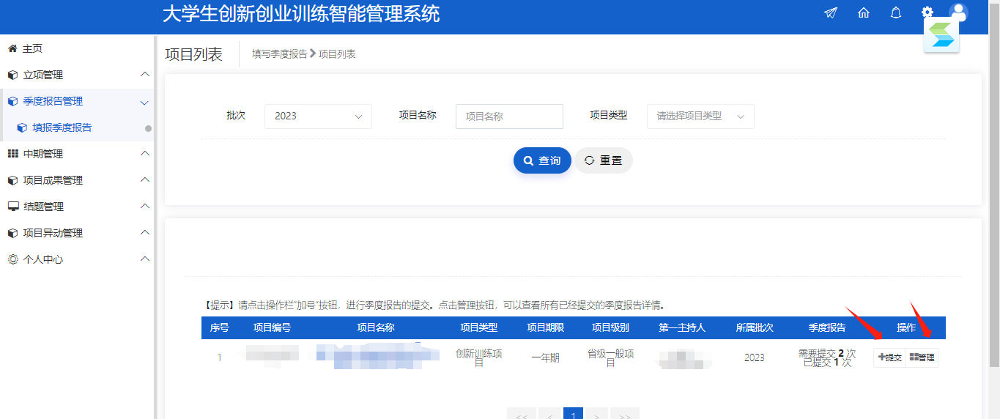 大学生创新创业训练智能管理系统
主页
立项管理
季度报告管理
填报季度报告
中期管理
项目成果管理
结题管理
项目异动管理
个人中心
项目列表
填写季度报告 > 项目列表
批次 2023 项目名称 项目名称 项目类型 请选择项目类型
查询 重置
【提示】请点击操作栏"加号"按钮，进行季度报告的提交。点击管理按钮，可以查看所有已经提交的季度报告详情。
序号 项目编号 项目名称 项目类型 项目期限 项目级别 第一主持人 所属批次 季度报告 操作
1 创新训练项目 一年期 省级一般项目 2023 需要提交 2 次 已提交 1 次 +提交 管理
<< < 1 > >>